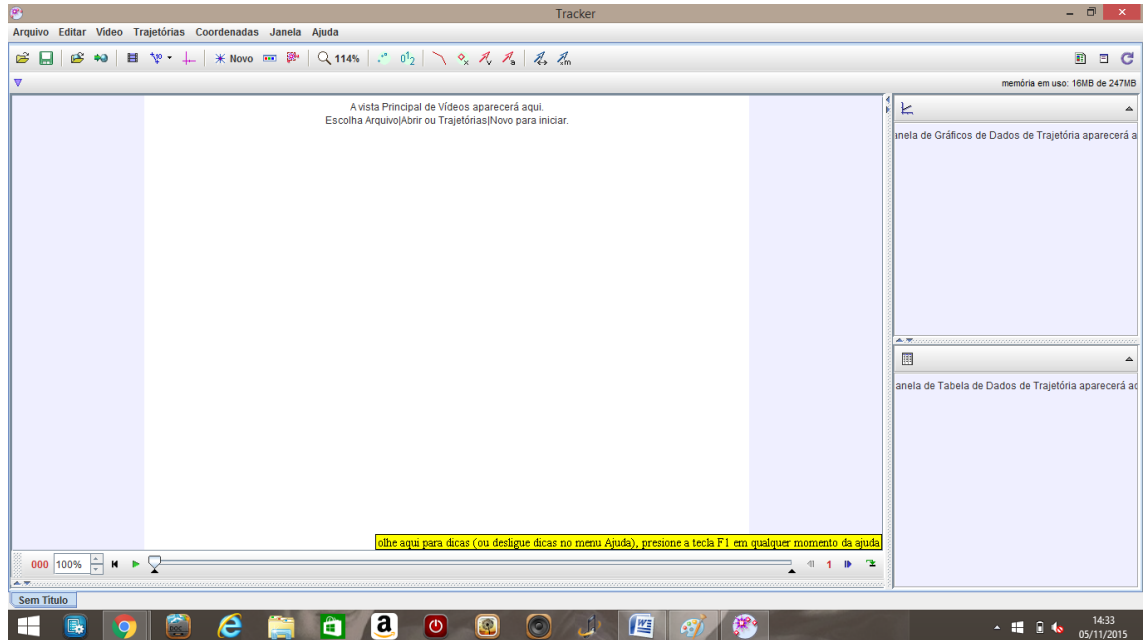 Tracker
Arquivo Editar Video Trajetórias Coordenadas Janela Ajuda
Novo 114%
memória em uso: 16MB de 247MB
A vista Principal de Vídeos aparecerá aqui.
Escolha Arquivo|Abrir ou Trajetórias|Novo para iniciar.
anela de Gráficos de Dados de Trajetória aparecerá a
anela de Tabela de Dados de Trajetória aparecerá aq
olhe aqui para dicas (ou desligue dicas no menu Ajuda), presione a tecla F1 em qualquer momento da ajuda
000 100% 1
Sem Título
14:33
05/11/2015